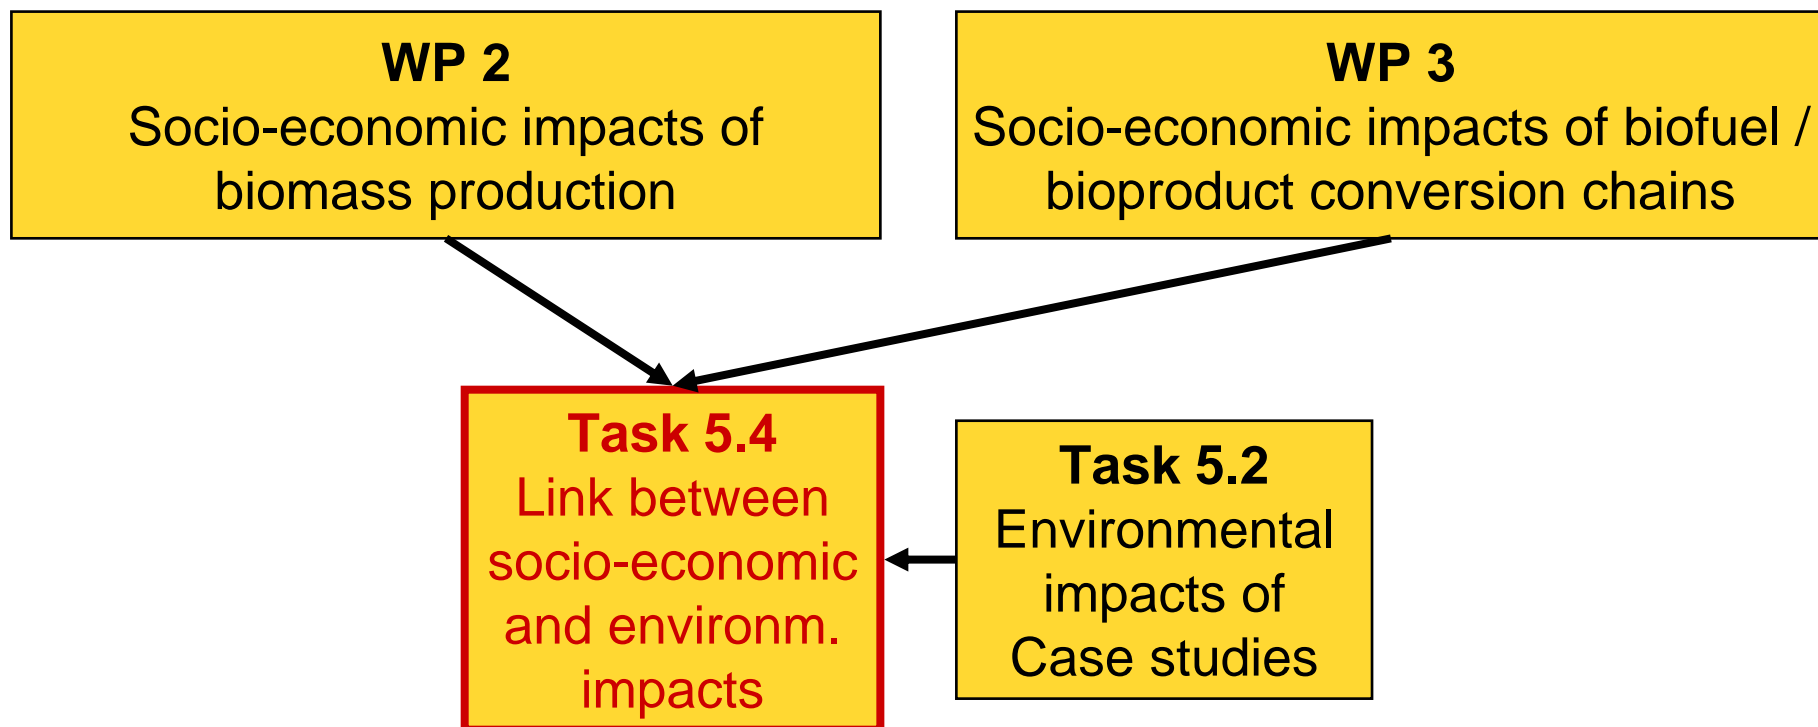 WP 2
Socio-economic impacts of
biomass production
WP 3
Socio-economic impacts of biofuel /
bioproduct conversion chains
Task 5.4
Link between
socio-economic
and environm.
impacts
Task 5.2
Environmental
impacts of
Case studies